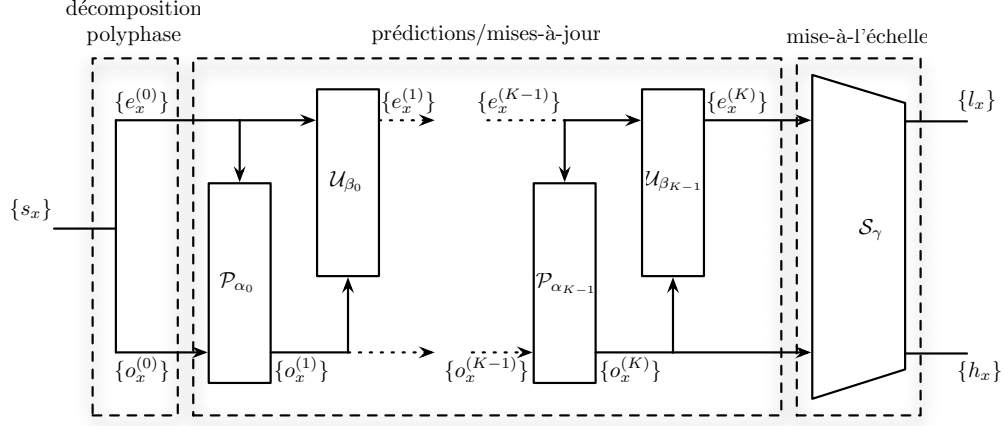 décomposition
polyphase
prédictions/mises-à-jour
mise-à-l'échelle
{e_x^{(0)}}
{e_x^{(1)}}
{e_x^{(K−1)}}
{e_x^{(K)}}
{l_x}
U_{β_0}
U_{β_{K−1}}
{s_x}
S_γ
P_{α_0}
P_{α_{K−1}}
{o_x^{(0)}}
{o_x^{(1)}}
{o_x^{(K−1)}}
{o_x^{(K)}}
{h_x}